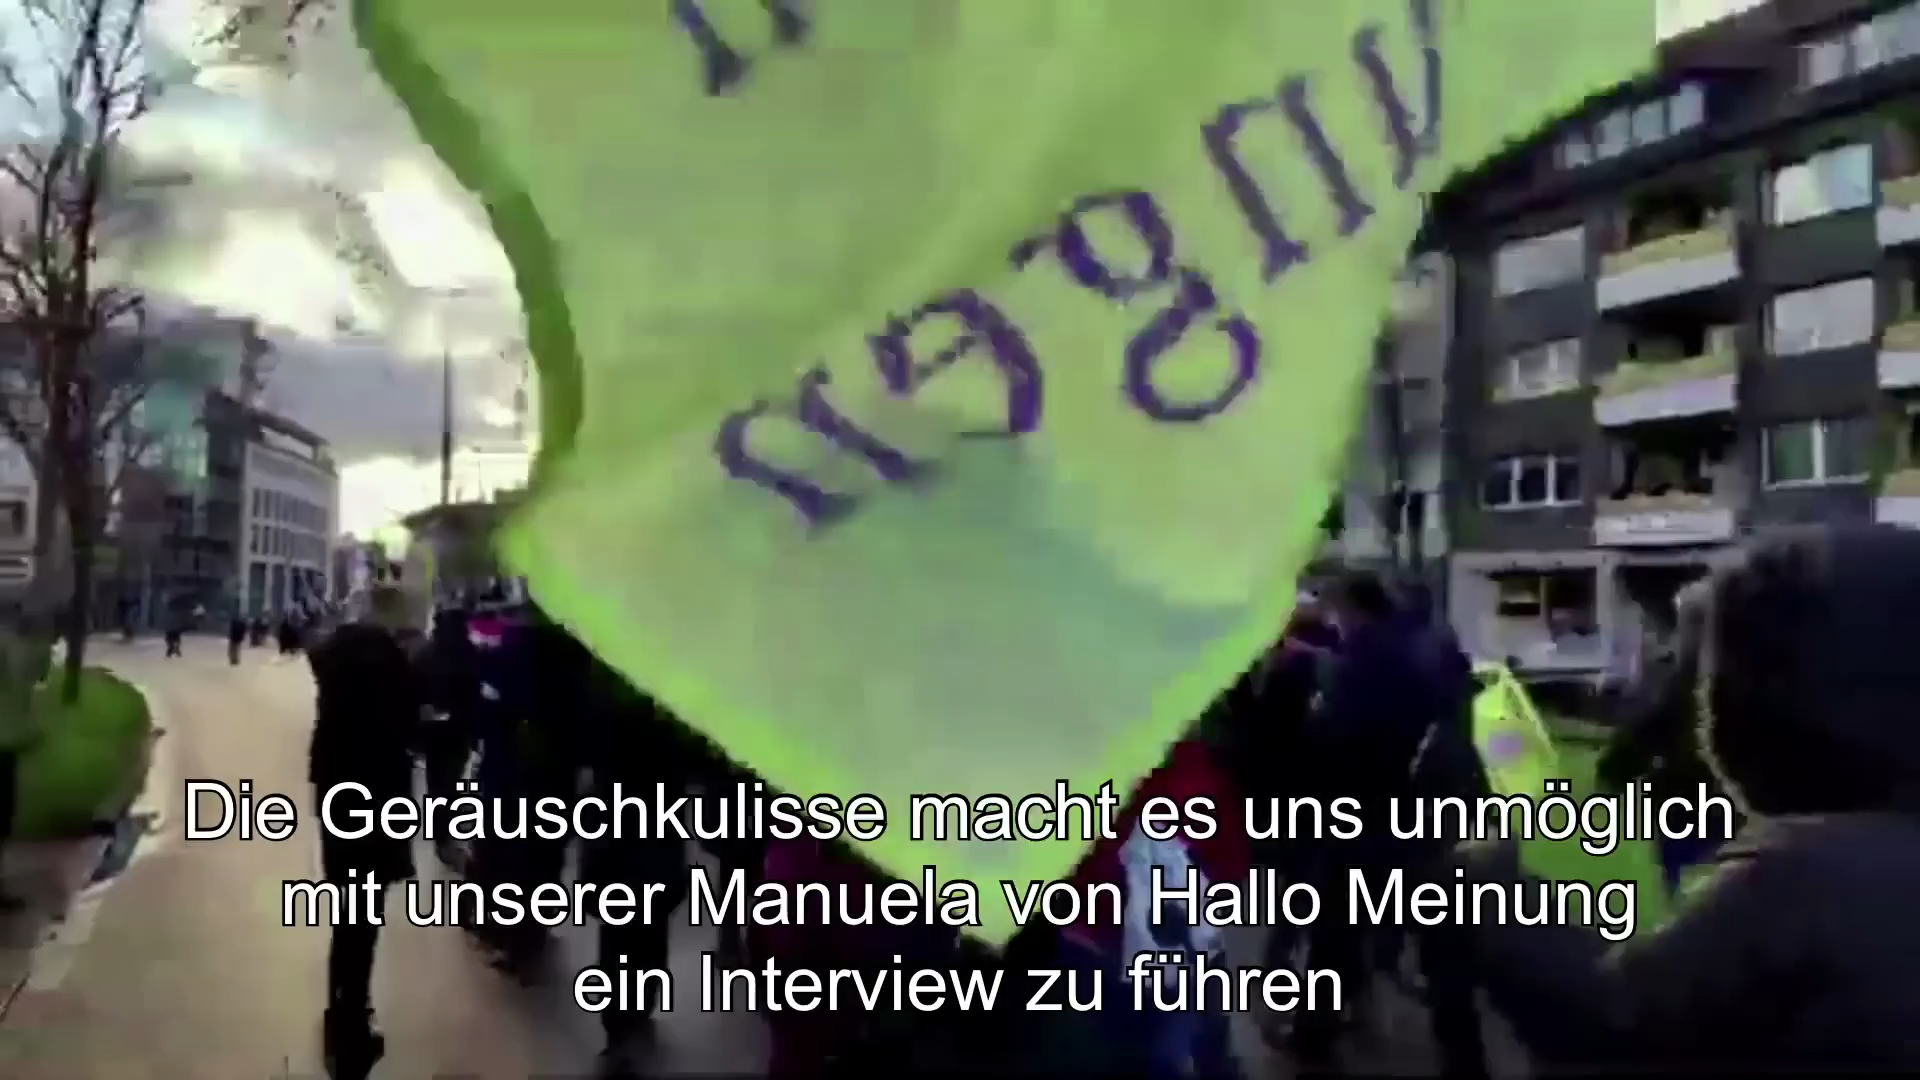 Die Geräuschkulisse macht es uns unmöglich
mit unserer Manuela von Hallo Meinung
ein Interview zu führen